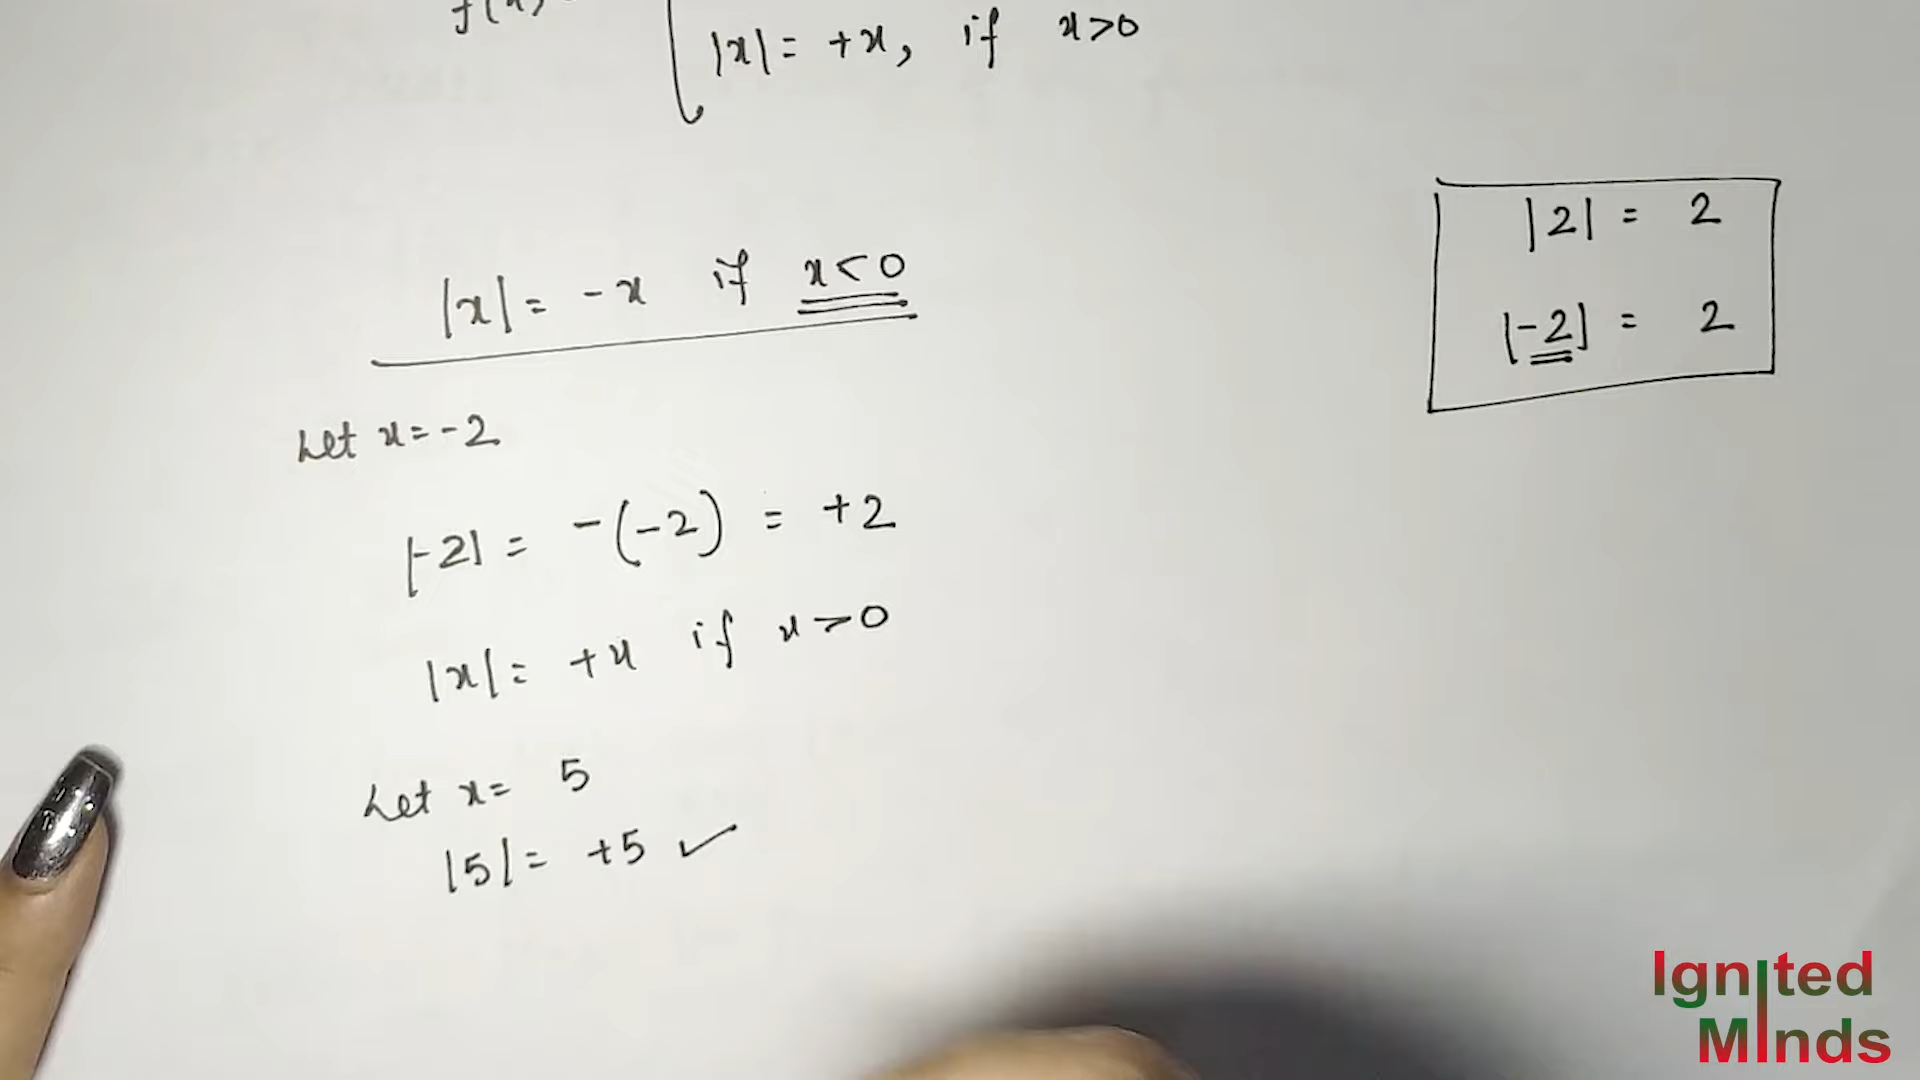 f(x)
|x| = +x, if x>0
|x| = -x if x<0
Let x = -2
|-2| = -(-2) = +2
|x| = +x if x>0
Let x = 5
|5| = +5 ✓
|2| = 2
|-2| = 2
Ignited
Minds